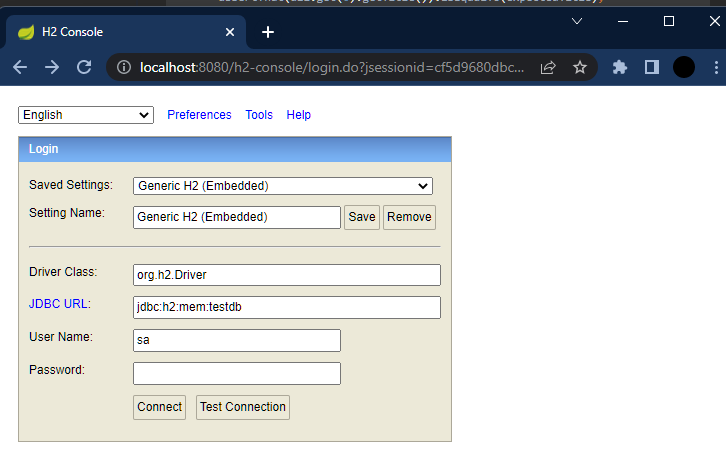 H2 Console
localhost:8080/h2-console/login.do?jsessionid=cf5d9680dbc...
English Preferences Tools Help
Login
Saved Settings: Generic H2 (Embedded)
Setting Name: Generic H2 (Embedded) Save Remove
Driver Class: org.h2.Driver
JDBC URL: jdbc:h2:mem:testdb
User Name: sa
Password:
Connect Test Connection